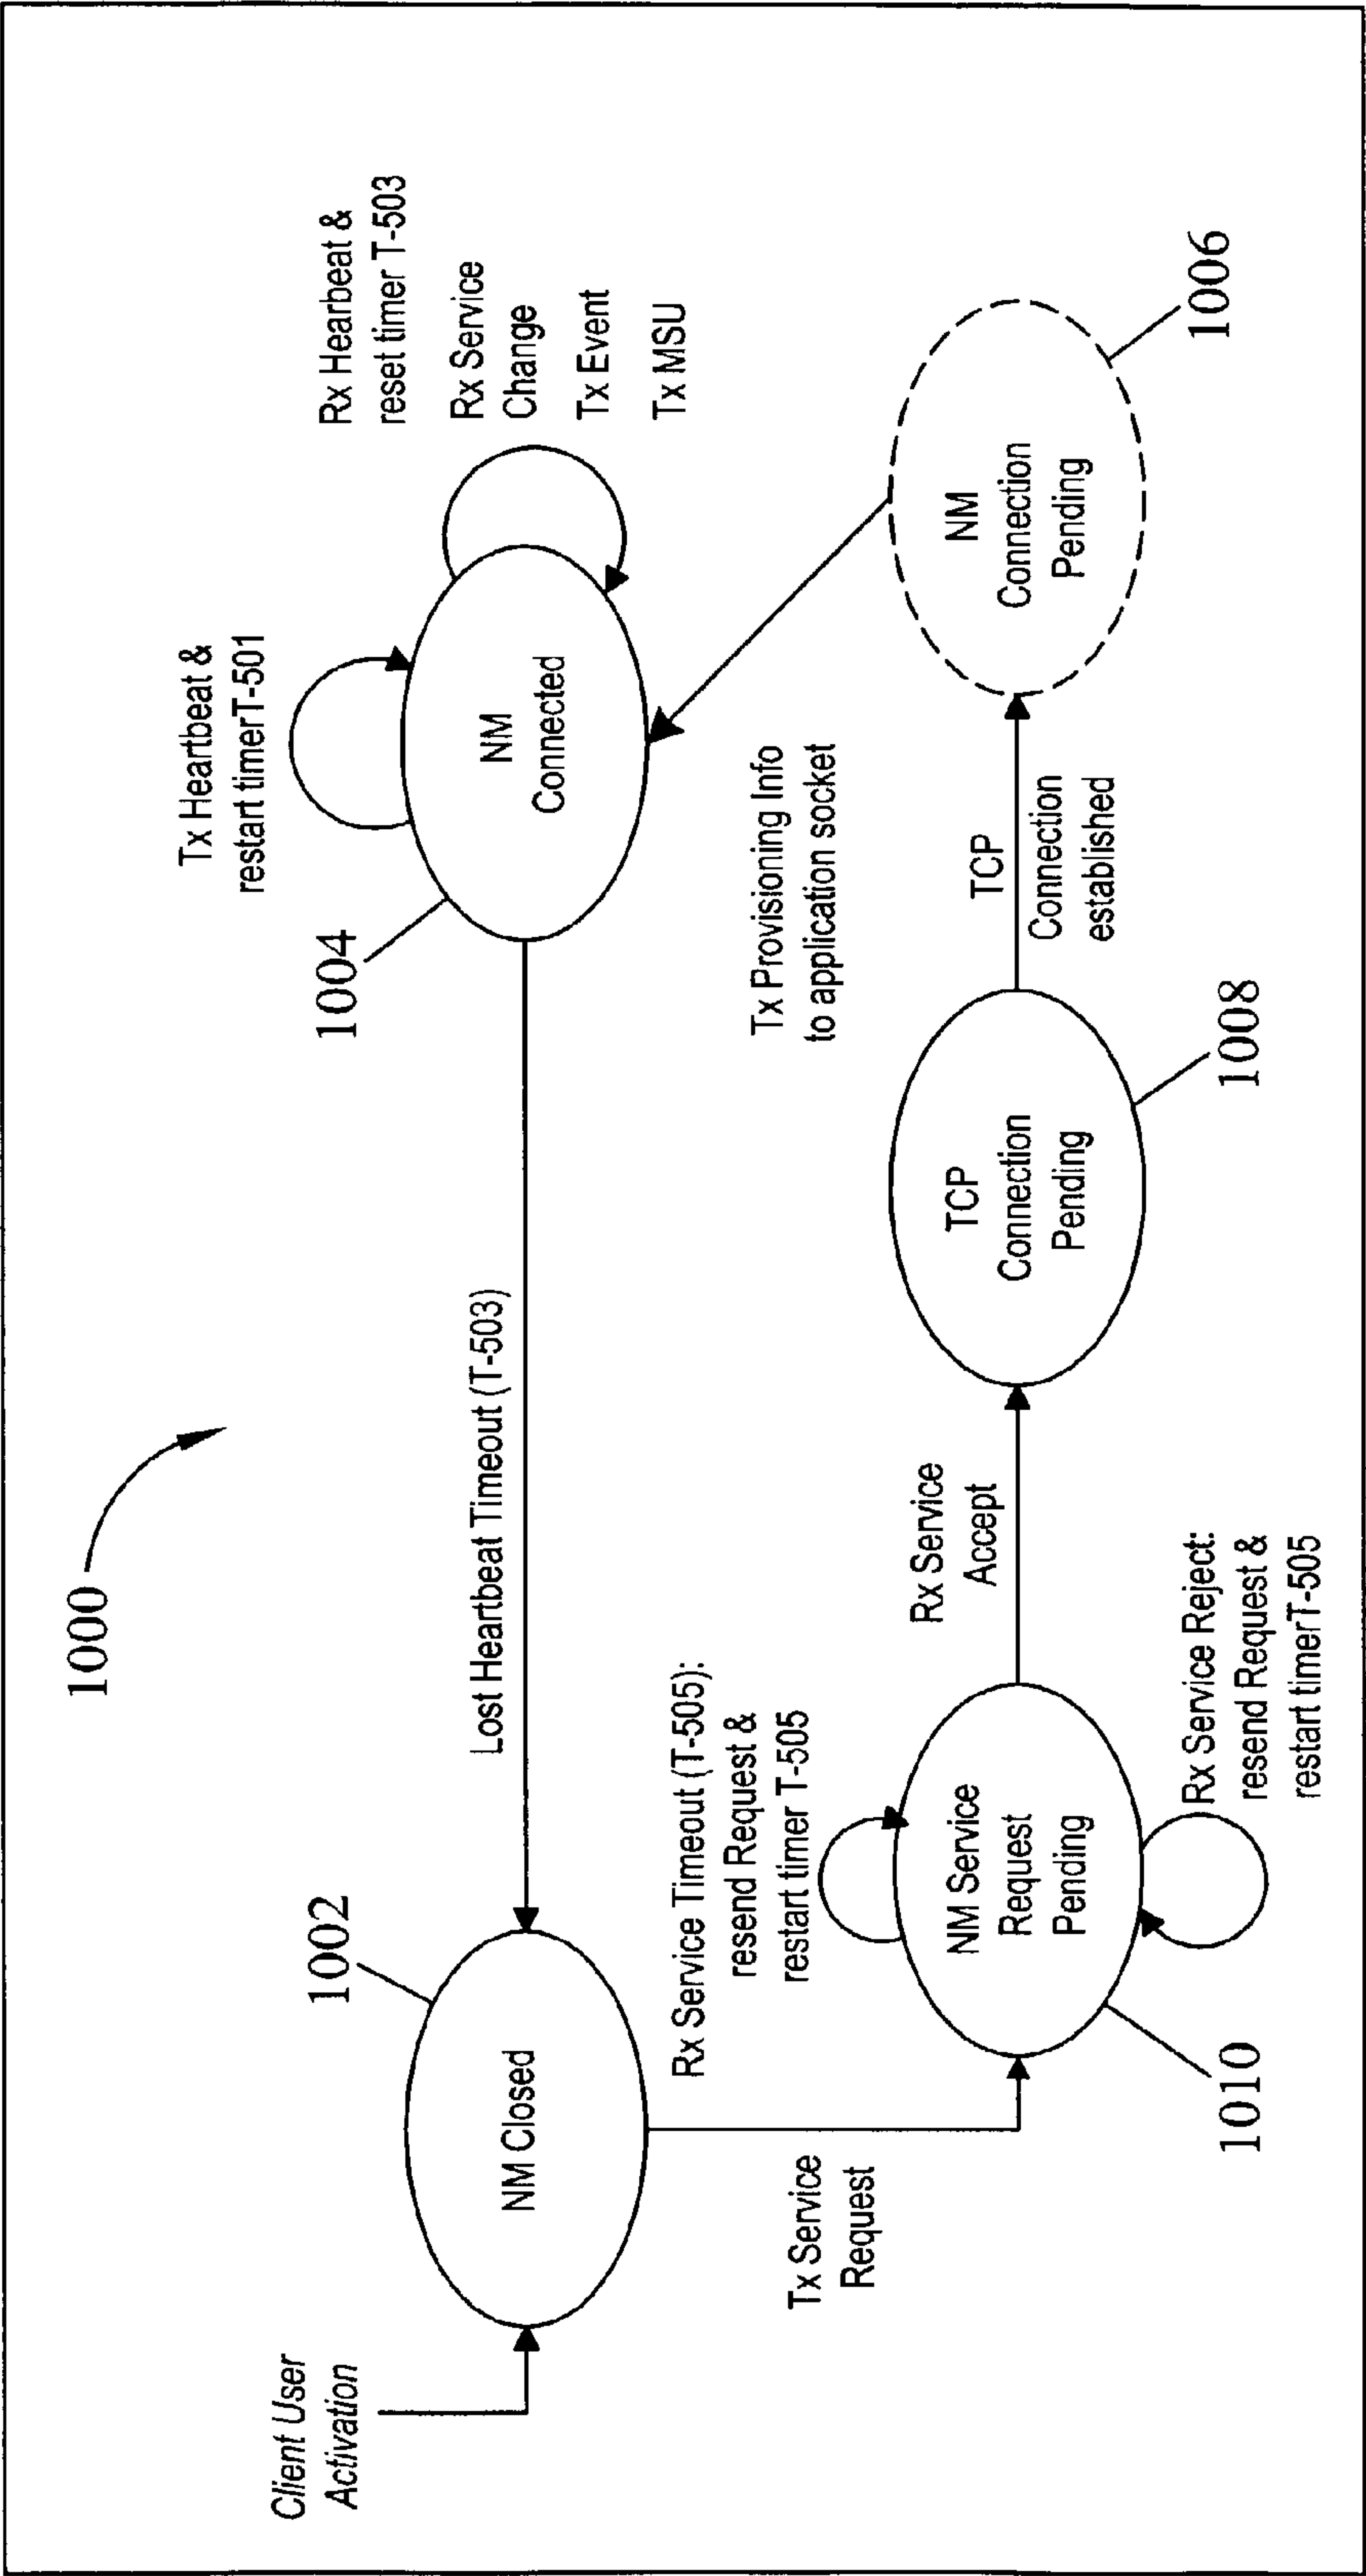 1000
Client User
Activation
1002
NM Closed
Lost Heartbeat Timeout (T-503)
1004
NM
Connected
Tx Heartbeat &
restart timerT-501
Rx Hearbeat &
reset timer T-503
Rx Service
Change
Tx Event
Tx MSU
Tx Service
Request
Rx Service Timeout (T-505):
resend Request &
restart timer T-505
NM Service
Request
Pending
1010
Rx Service Reject:
resend Request &
restart timerT-505
Rx Service
Accept
TCP
Connection
Pending
1008
TCP
Connection
established
Tx Provisioning Info
to application socket
NM
Connection
Pending
1006